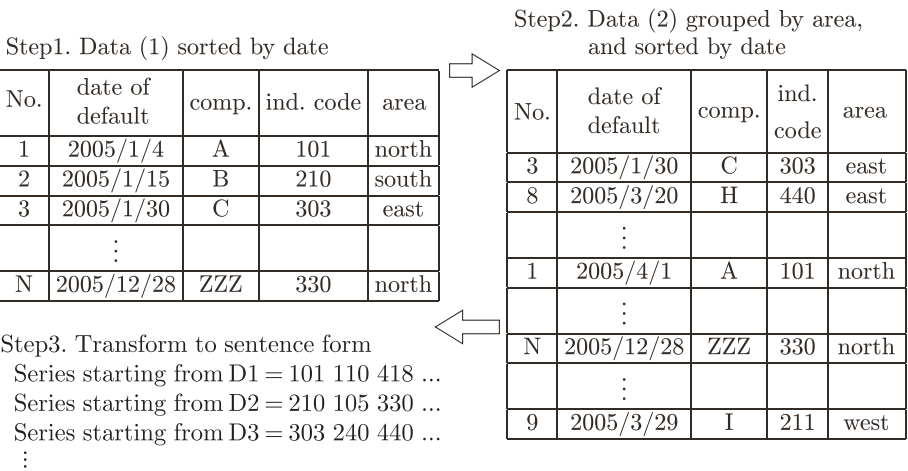 Step1. Data (1) sorted by date
No. date of default comp. ind. code area
1 2005/1/4 A 101 north
2 2005/1/15 B 210 south
3 2005/1/30 C 303 east
⋮
N 2005/12/28 ZZZ 330 north
Step2. Data (2) grouped by area,
and sorted by date
No. date of default comp. ind. code area
3 2005/1/30 C 303 east
8 2005/3/20 H 440 east
⋮
1 2005/4/1 A 101 north
⋮
N 2005/12/28 ZZZ 330 north
⋮
9 2005/3/29 I 211 west
Step3. Transform to sentence form
Series starting from D1 = 101 110 418 ...
Series starting from D2 = 210 105 330 ...
Series starting from D3 = 303 240 440 ...
⋮